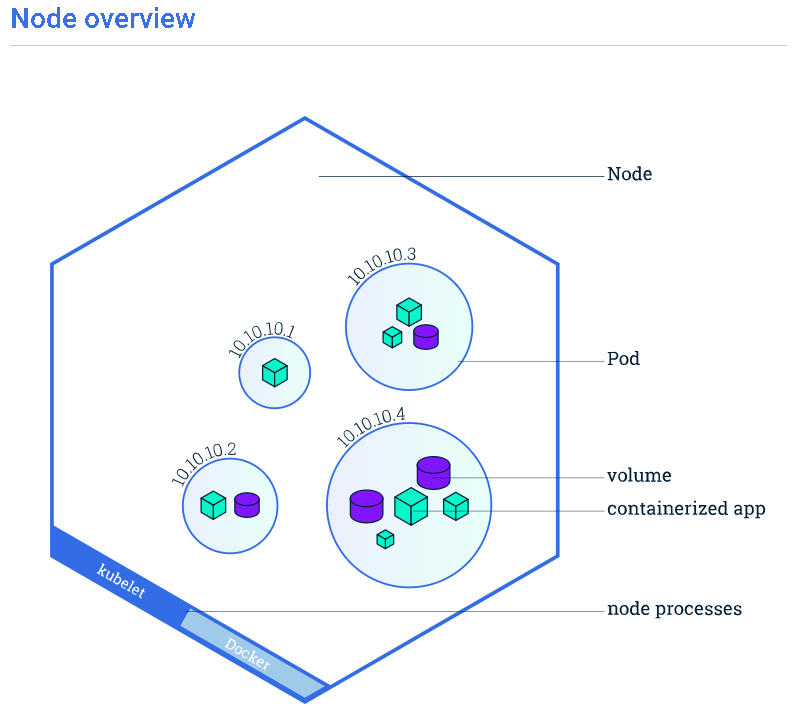 Node overview
Node
10.10.10.3
10.10.10.1
Pod
10.10.10.4
10.10.10.2
volume
containerized app
kubelet
node processes
Docker